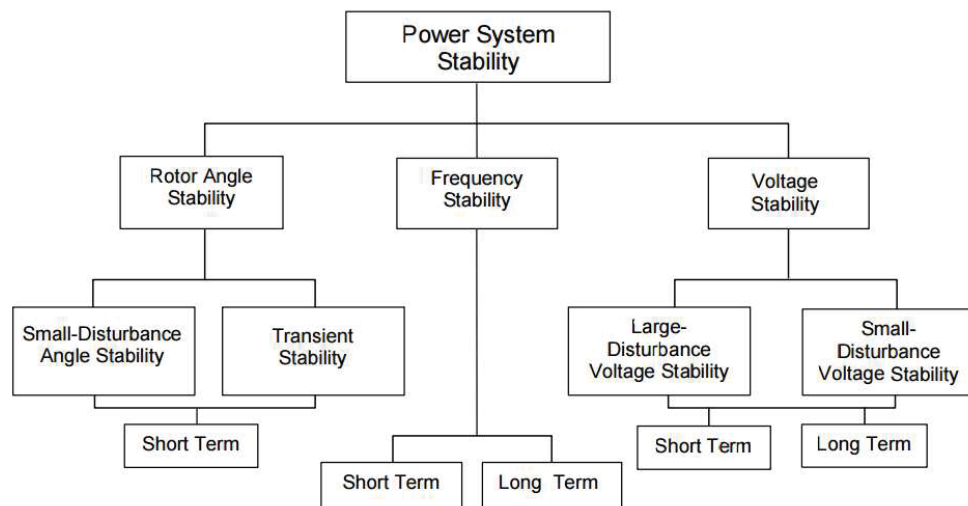 Power System
Stability
Rotor Angle
Stability
Frequency
Stability
Voltage
Stability
Small-Disturbance
Angle Stability
Transient
Stability
Large-
Disturbance
Voltage Stability
Small-
Disturbance
Voltage Stability
Short Term
Short Term
Long Term
Short Term
Long Term